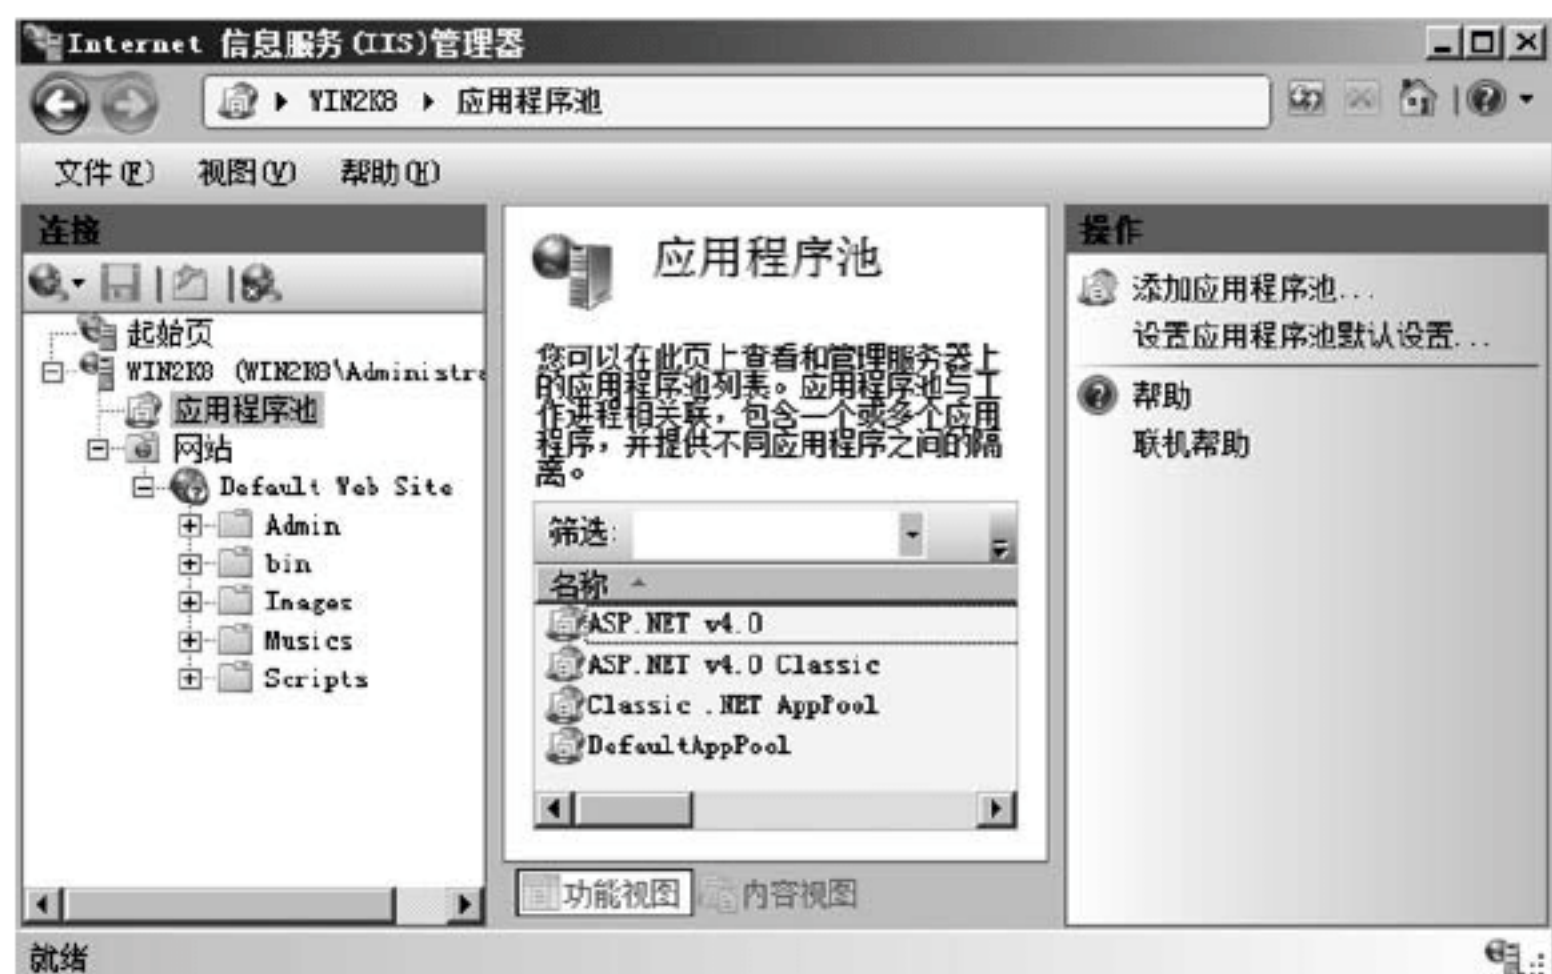 Internet 信息服务(IIS)管理器
WIN2K8 应用程序池
文件(F) 视图(V) 帮助(H)
连接
起始页
WIN2K8 (WIN2K8\Administra
应用程序池
网站
Default Web Site
Admin
bin
Images
Musics
Scripts
应用程序池
您可以在此页上查看和管理服务器上
的应用程序池列表。应用程序池与工
作进程相关联，包含一个或多个应用
程序，并提供不同应用程序之间的隔
离。
筛选:
名称
ASP.NET v4.0
ASP.NET v4.0 Classic
Classic .NET AppPool
DefaultAppPool
功能视图 内容视图
操作
添加应用程序池...
设置应用程序池默认设置...
帮助
联机帮助
就绪